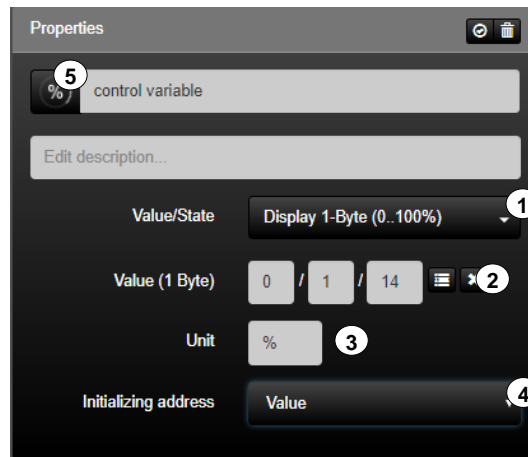 Properties
5
% control variable
Edit description...
Value/State Display 1-Byte (0..100%) 1
Value (1 Byte) 0 / 1 / 14 2
Unit % 3
Initializing address Value 4